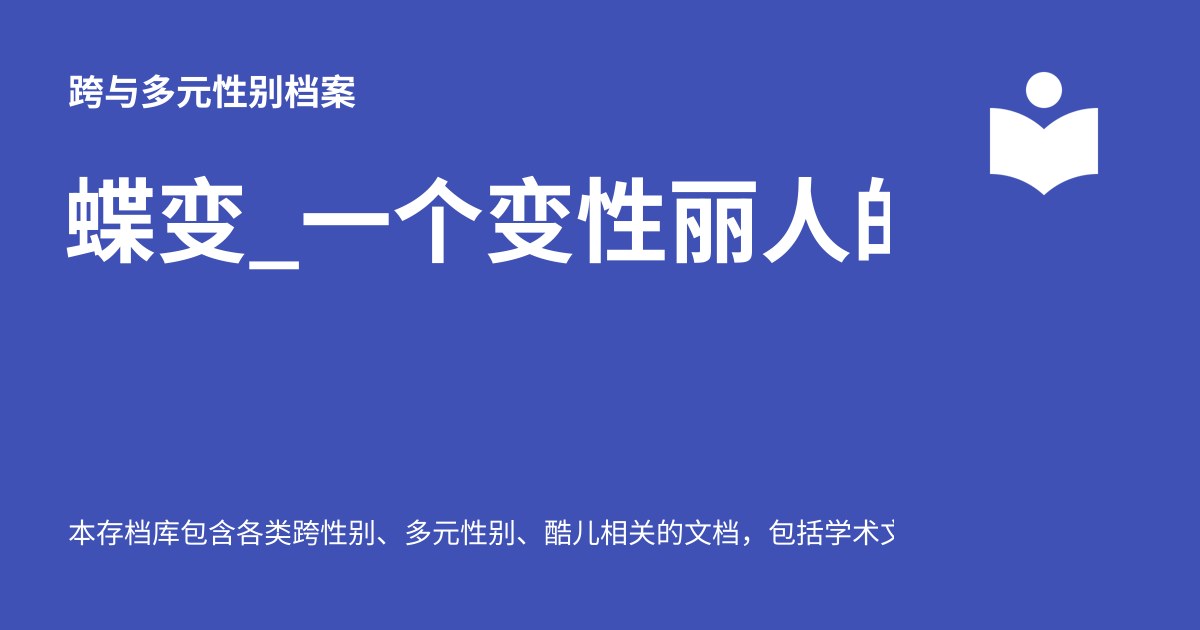 跨与多元性别档案
蝶变_一个变性丽人的
本存档库包含各类跨性别、多元性别、酷儿相关的文档，包括学术文